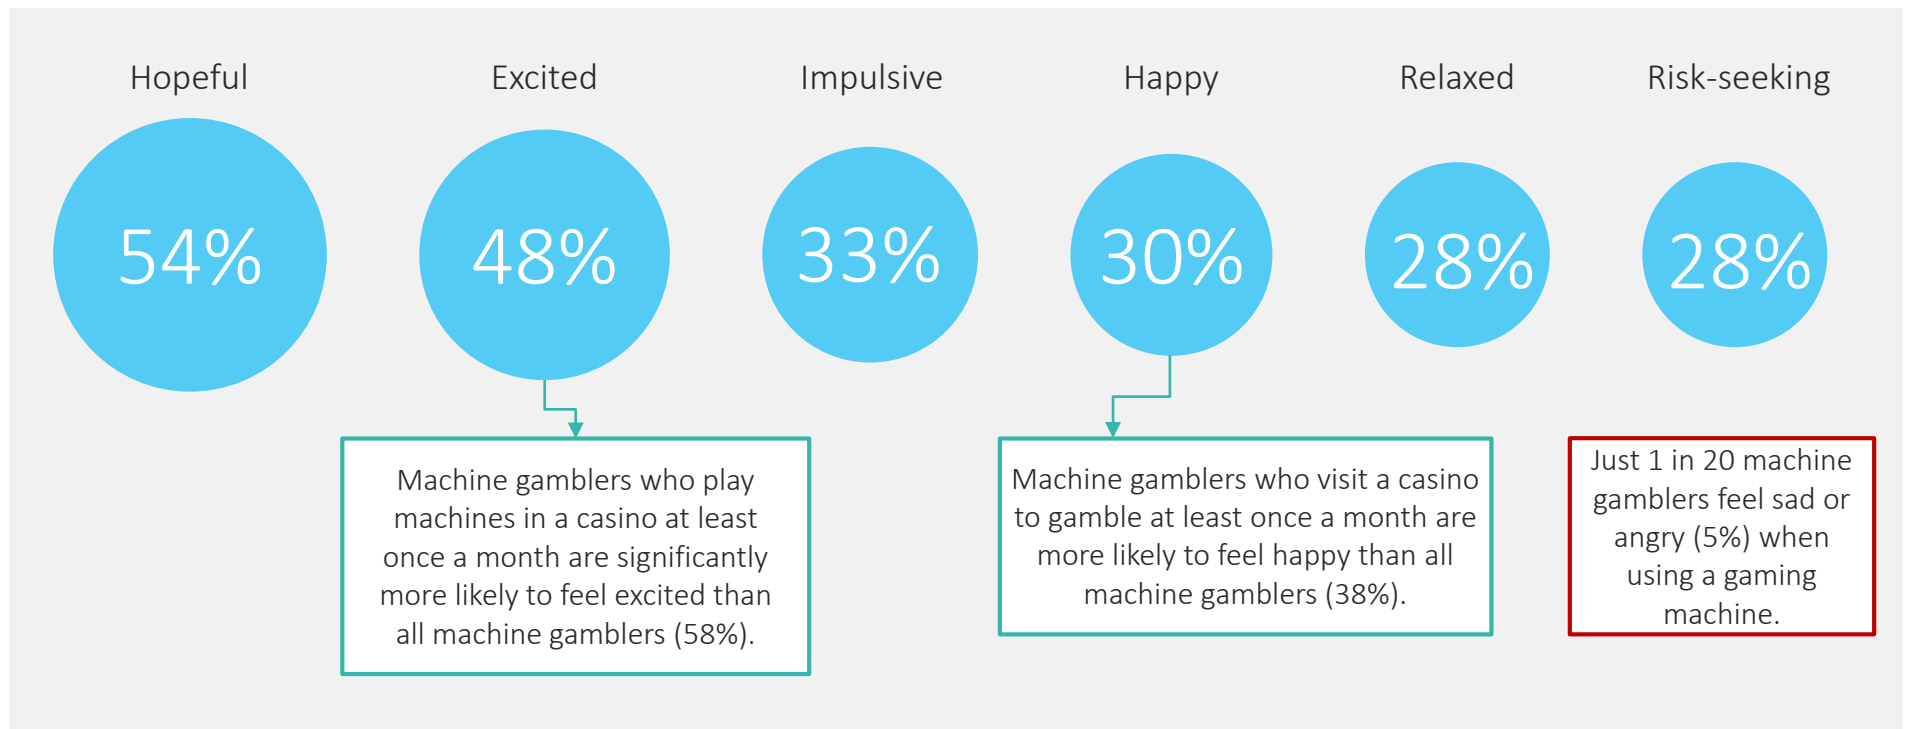 Hopeful
Excited
Impulsive
Happy
Relaxed
Risk-seeking
54%
48%
33%
30%
28%
28%
Machine gamblers who play
machines in a casino at least
once a month are significantly
more likely to feel excited than
all machine gamblers (58%).
Machine gamblers who visit a casino
to gamble at least once a month are
more likely to feel happy than all
machine gamblers (38%).
Just 1 in 20 machine
gamblers feel sad or
angry (5%) when
using a gaming
machine.